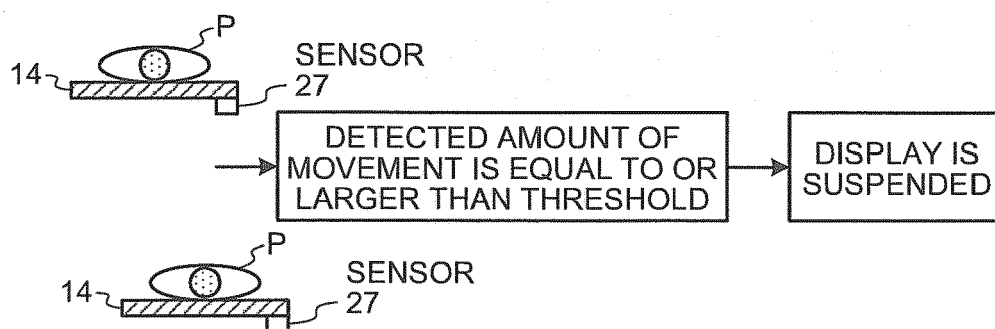 P
14
SENSOR
27
DETECTED AMOUNT OF
MOVEMENT IS EQUAL TO OR
LARGER THAN THRESHOLD
DISPLAY IS
SUSPENDED
P
14
SENSOR
27